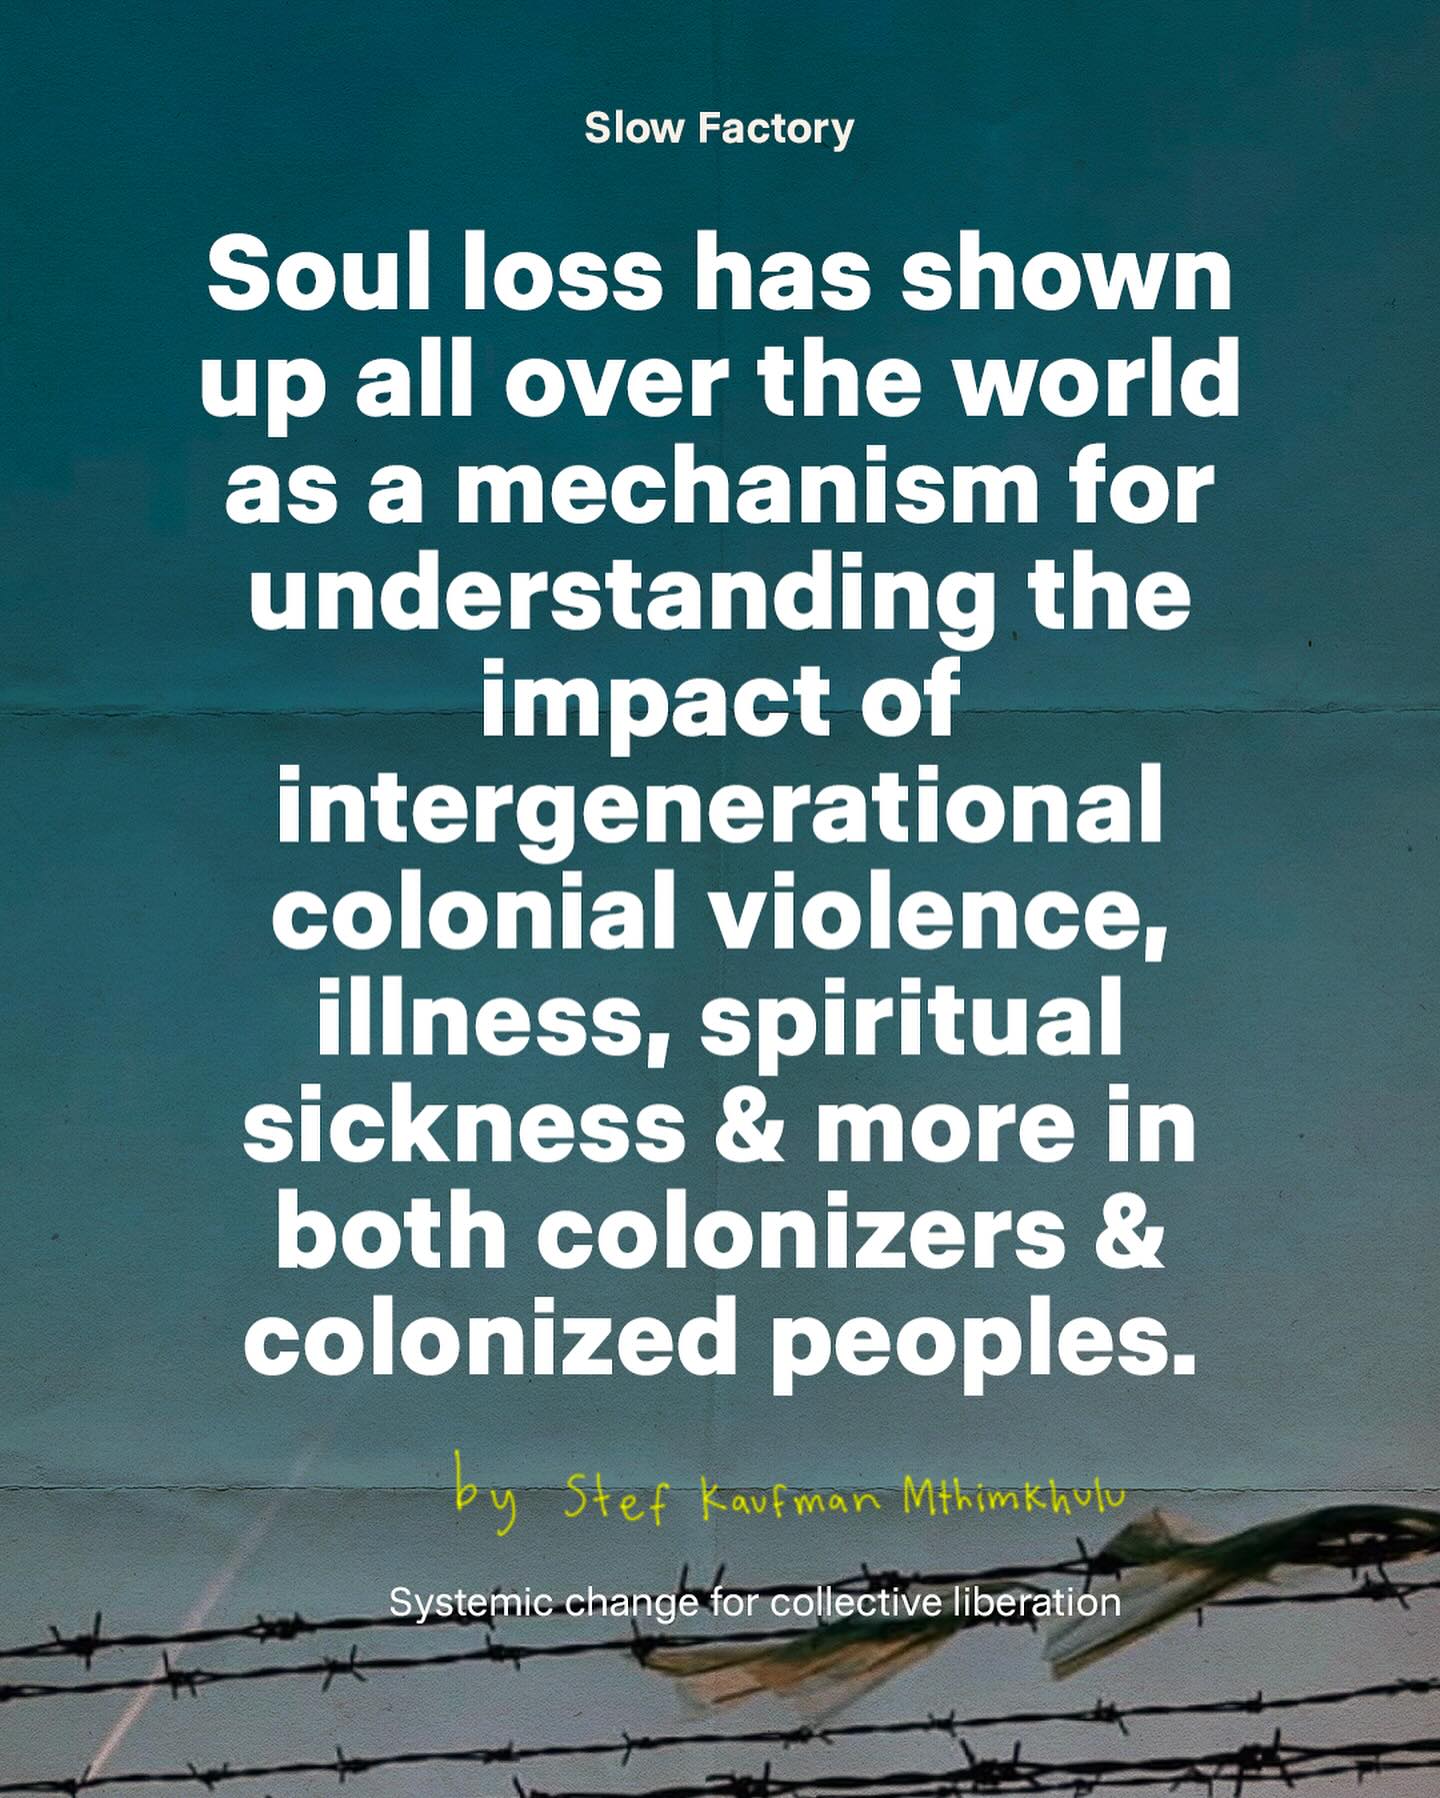 Slow Factory
Soul loss has shown
up all over the world
as a mechanism for
understanding the
impact of
intergenerational
colonial violence,
illness, spiritual
sickness & more in
both colonizers &
colonized peoples.
by Stef Kaufman Mthimkhulu
Systemic change for collective liberation